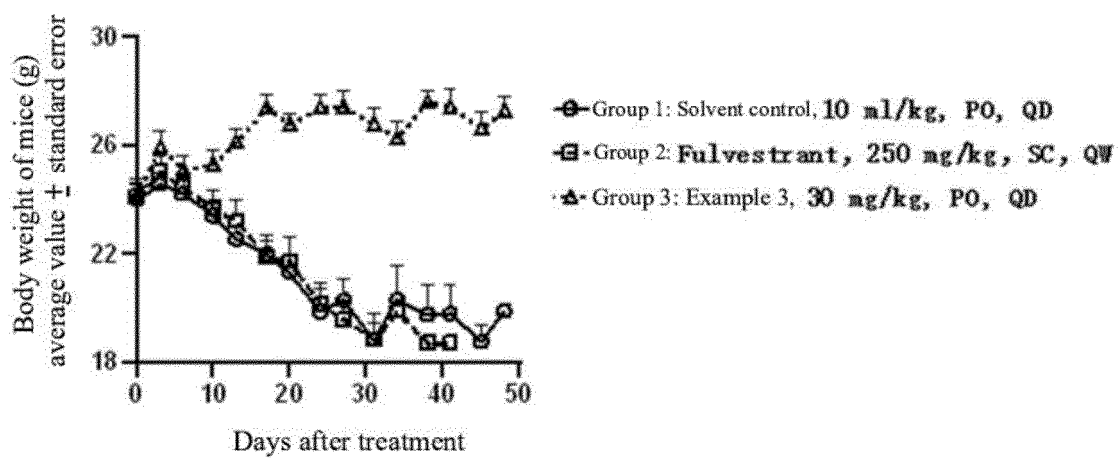 Body weight of mice (g)
average value ± standard error
30
26
22
18
0 10 20 30 40 50
Days after treatment
Group 1: Solvent control, 10 ml/kg, PO, QD
Group 2: Fulvestrant, 250 mg/kg, SC, QW
Group 3: Example 3, 30 mg/kg, PO, QD